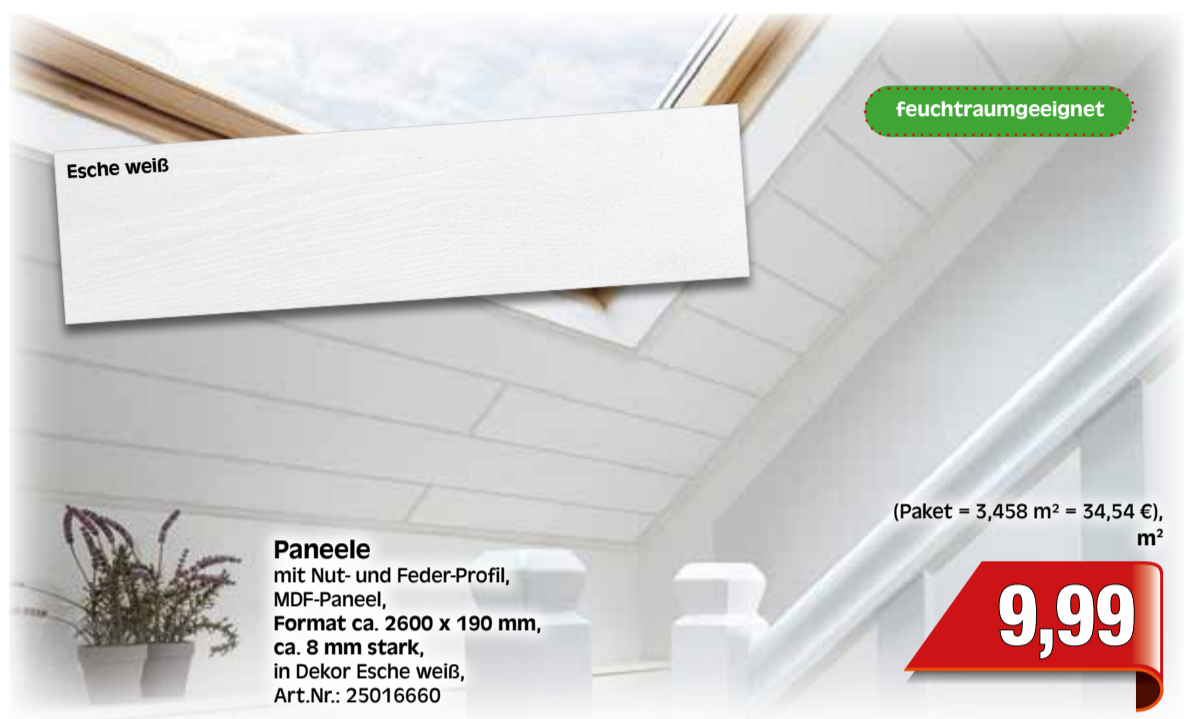 feuchtraumgeeignet
Esche weiß
(Paket = 3,458 m² = 34,54 €),
m²
9,99
Paneele
mit Nut- und Feder-Profil,
MDF-Paneel,
Format ca. 2600 x 190 mm,
ca. 8 mm stark,
in Dekor Esche weiß,
Art.Nr.: 25016660